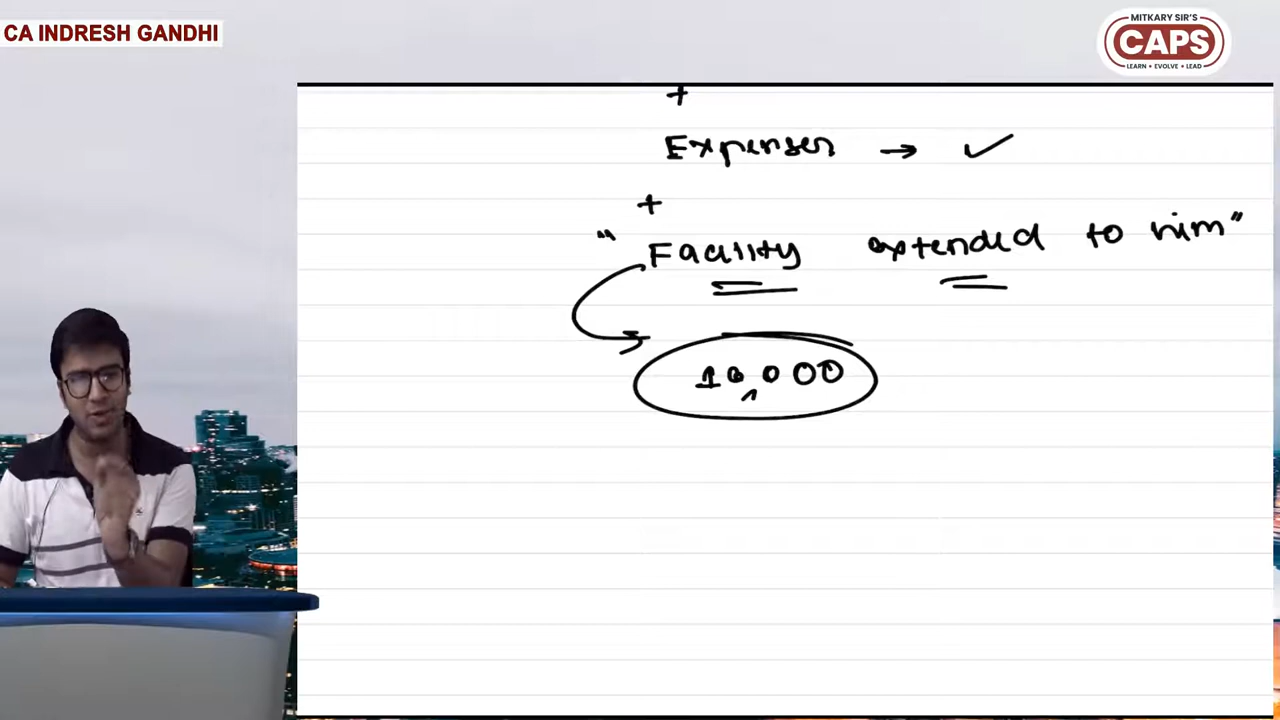 CA INDRESH GANDHI
MITKARY SIR'S
CAPS
LEARN • EVOLVE • LEAD
+
Expenses → ✓
+
"Facility extended to him"
10,000